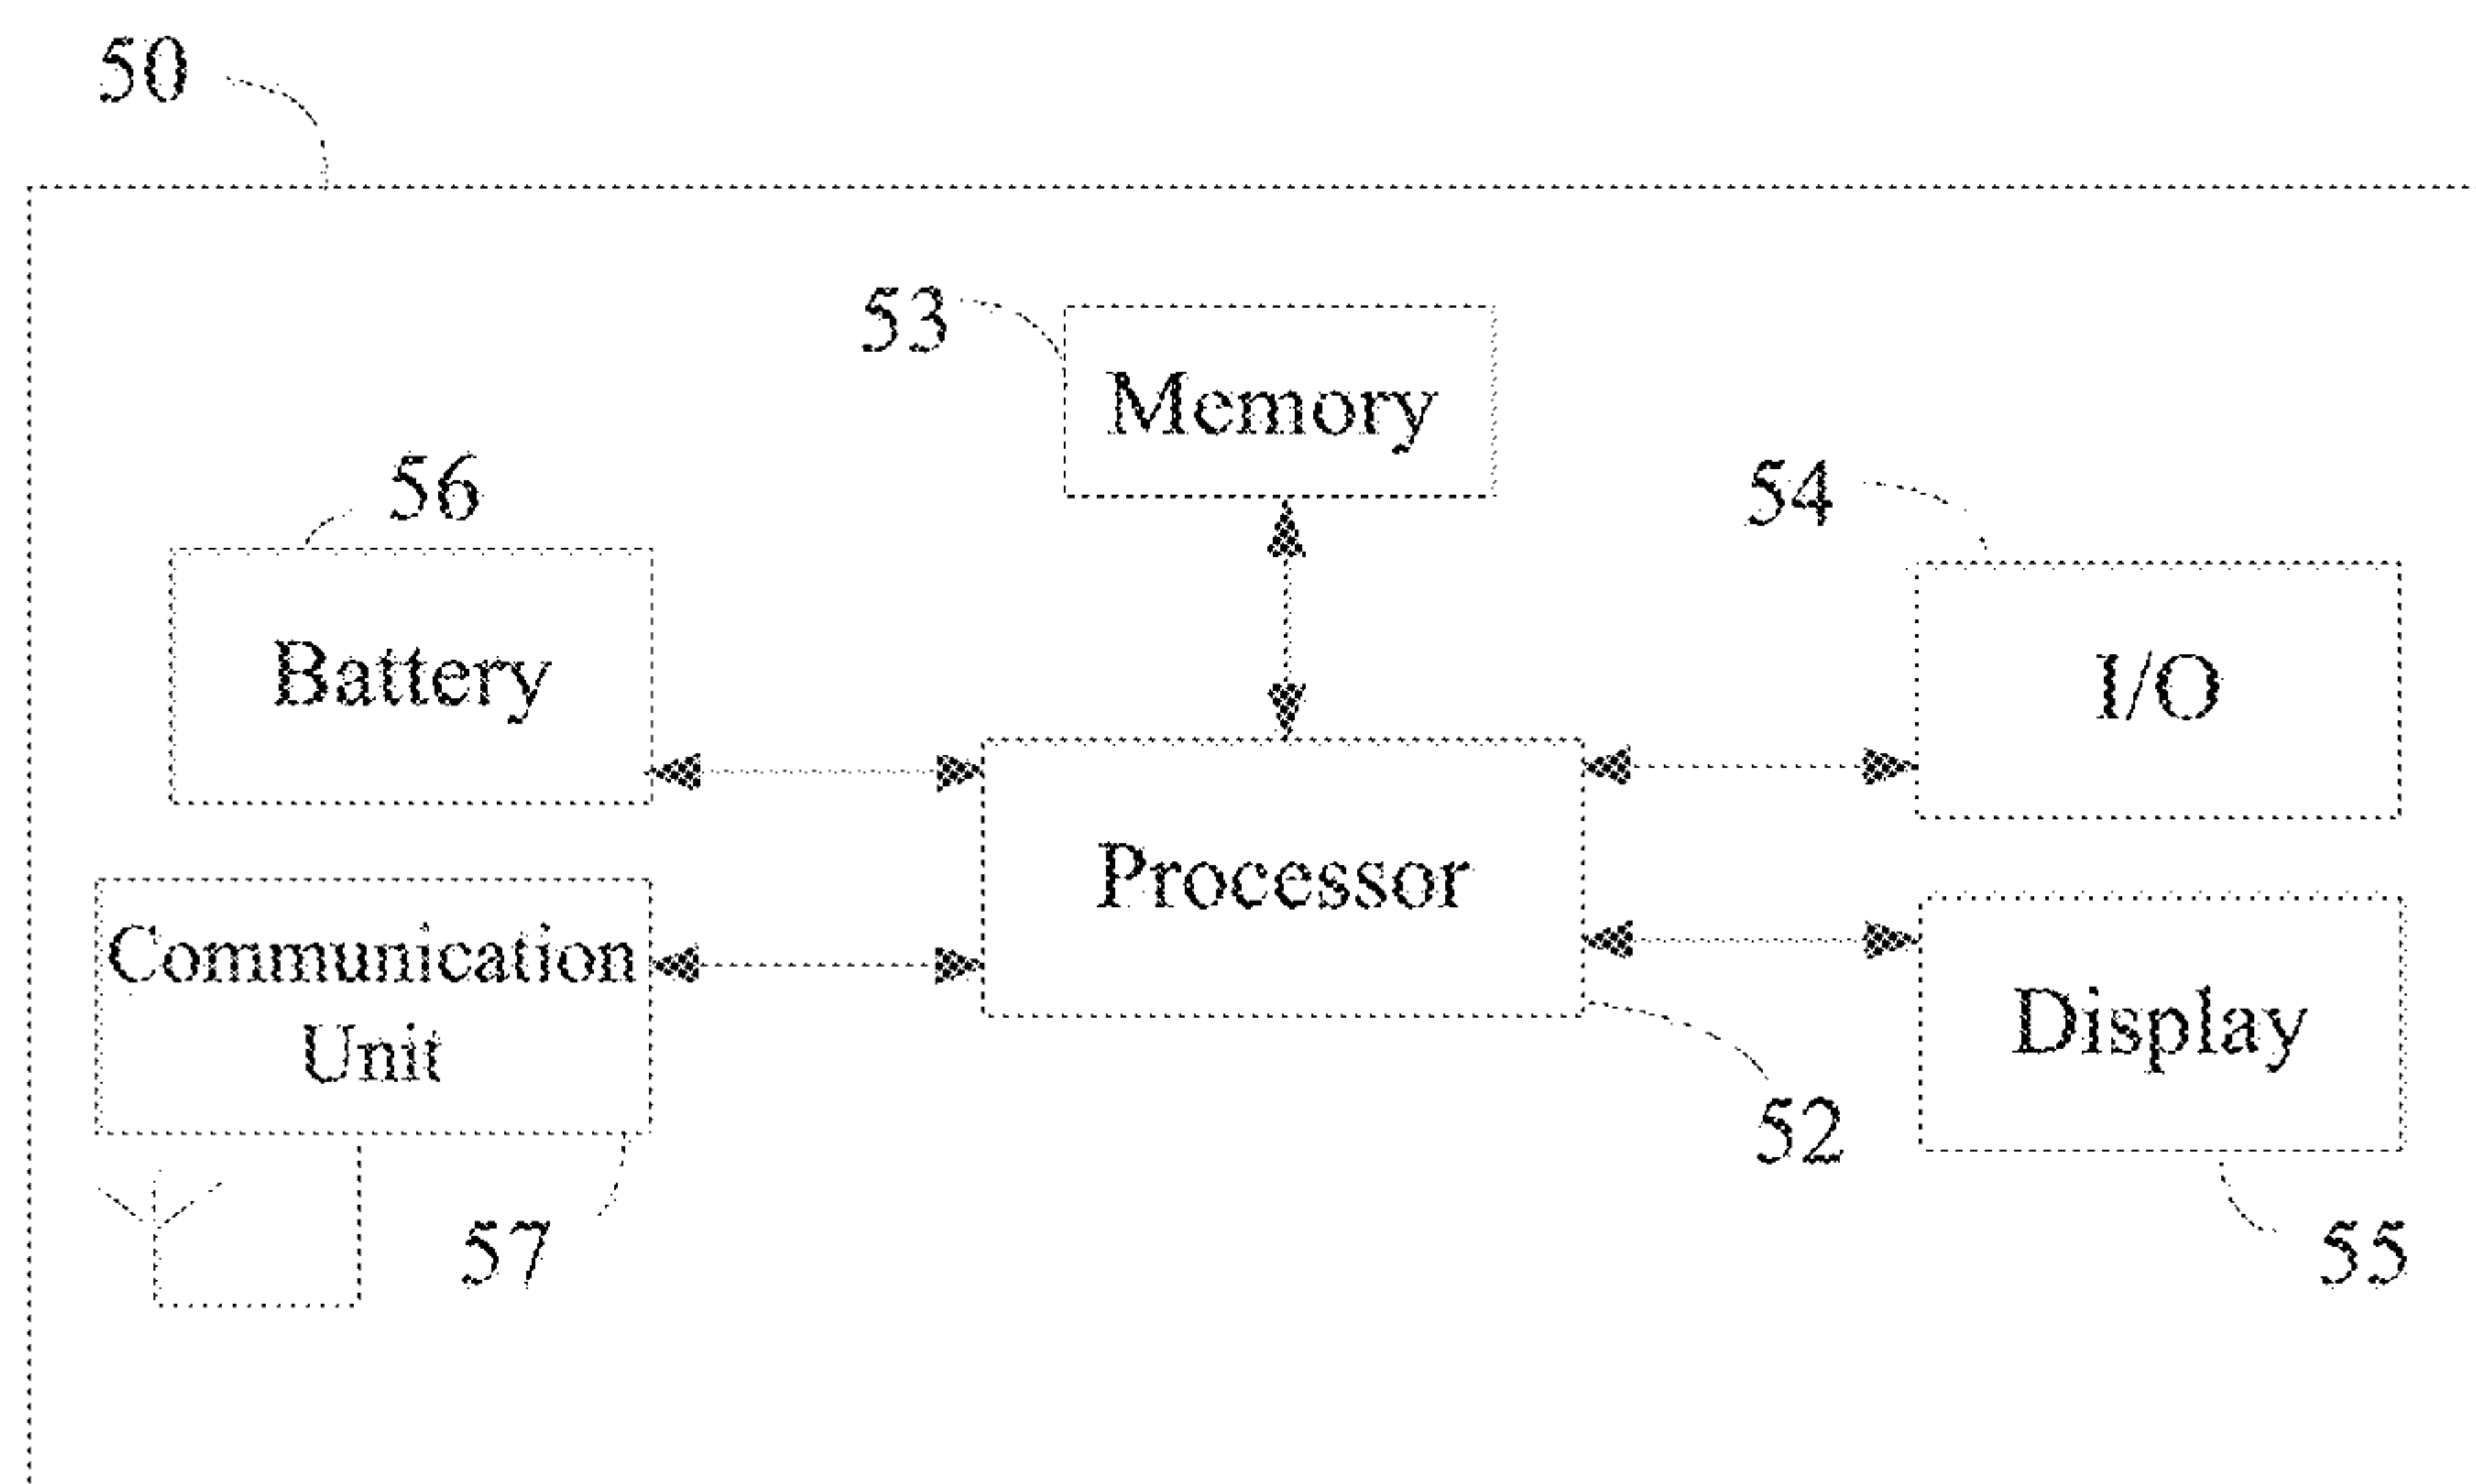 50
53
Memory
56
54
Battery
I/O
Processor
Communication
Unit
Display
52
57
55